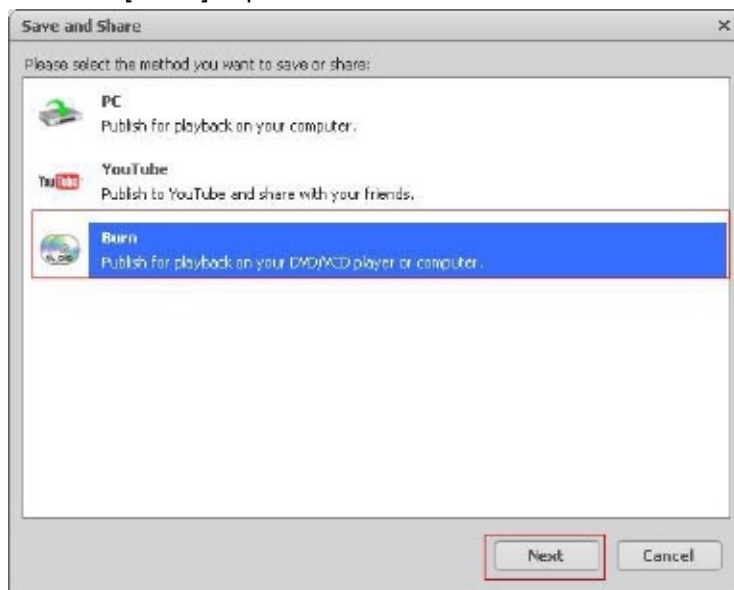 Save and Share
Please select the method you want to save or share:
PC
Publish for playback on your computer.
You Tube
YouTube
Publish to YouTube and share with your friends.
Burn
Publish for playback on your DVD/VCD player or computer.
Next
Cancel